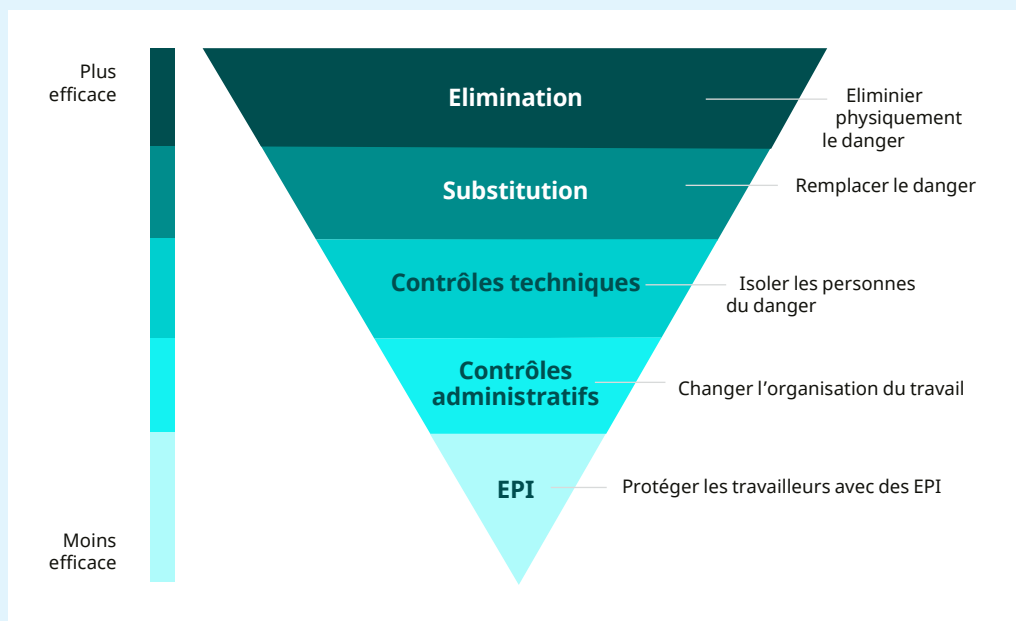 Plus
efficace
Elimination
Eliminier
physiquement
le danger
Substitution
Remplacer le danger
Contrôles techniques
Isoler les personnes
du danger
Contrôles
administratifs
Changer l’organisation du travail
EPI
Protéger les travailleurs avec des EPI
Moins
efficace